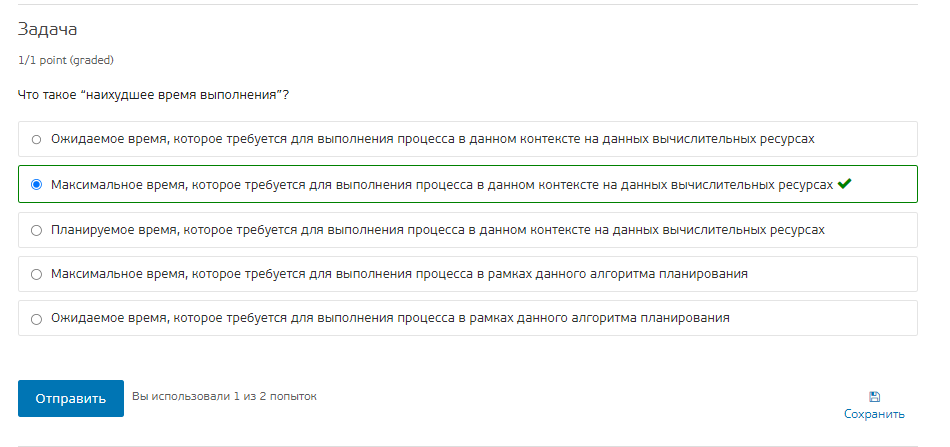 Задача
1/1 point (graded)
Что такое “наихудшее время выполнения”?
Ожидаемое время, которое требуется для выполнения процесса в данном контексте на данных вычислительных ресурсах
Максимальное время, которое требуется для выполнения процесса в данном контексте на данных вычислительных ресурсах
Планируемое время, которое требуется для выполнения процесса в данном контексте на данных вычислительных ресурсах
Максимальное время, которое требуется для выполнения процесса в рамках данного алгоритма планирования
Ожидаемое время, которое требуется для выполнения процесса в рамках данного алгоритма планирования
Отправить Вы использовали 1 из 2 попыток
Сохранить